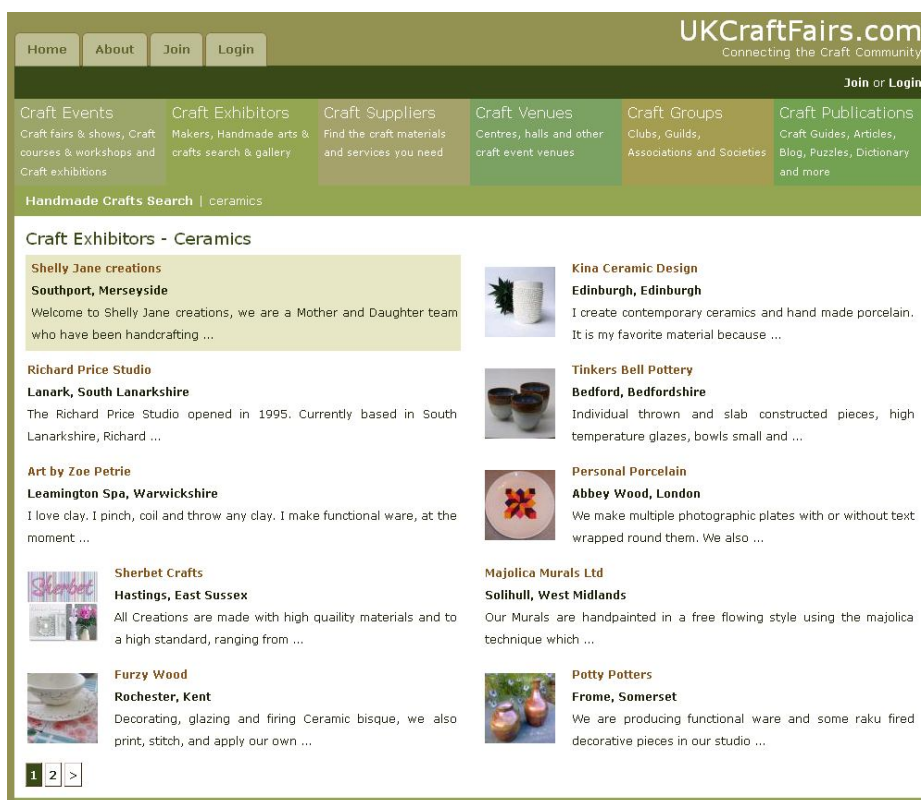 Home
About
Join
Login
UKCraftFairs.com
Connecting the Craft Community
Join or Login
Craft Events
Craft fairs & shows, Craft
courses & workshops and
Craft exhibitions
Craft Exhibitors
Makers, Handmade arts &
crafts search & gallery
Craft Suppliers
Find the craft materials
and services you need
Craft Venues
Centres, halls and other
craft event venues
Craft Groups
Clubs, Guilds,
Associations and Societies
Craft Publications
Craft Guides, Articles,
Blog, Puzzles, Dictionary
and more
Handmade Crafts Search | ceramics
Craft Exhibitors - Ceramics
Shelly Jane creations
Southport, Merseyside
Welcome to Shelly Jane creations, we are a Mother and Daughter team
who have been handcrafting ...
Kina Ceramic Design
Edinburgh, Edinburgh
I create contemporary ceramics and hand made porcelain.
It is my favorite material because ...
Richard Price Studio
Lanark, South Lanarkshire
The Richard Price Studio opened in 1995. Currently based in South
Lanarkshire, Richard ...
Tinkers Bell Pottery
Bedford, Bedfordshire
Individual thrown and slab constructed pieces, high
temperature glazes, bowls small and ...
Art by Zoe Petrie
Leamington Spa, Warwickshire
I love clay. I pinch, coil and throw any clay. I make functional ware, at the
moment ...
Personal Porcelain
Abbey Wood, London
We make multiple photographic plates with or without text
wrapped round them. We also ...
Sherbet
Sherbet Crafts
Hastings, East Sussex
All Creations are made with high quaility materials and to
a high standard, ranging from ...
Majolica Murals Ltd
Solihull, West Midlands
Our Murals are handpainted in a free flowing style using the majolica
technique which ...
Furzy Wood
Rochester, Kent
Decorating, glazing and firing Ceramic bisque, we also
print, stitch, and apply our own ...
Potty Potters
Frome, Somerset
We are producing functional ware and some raku fired
decorative pieces in our studio ...
1 2 >